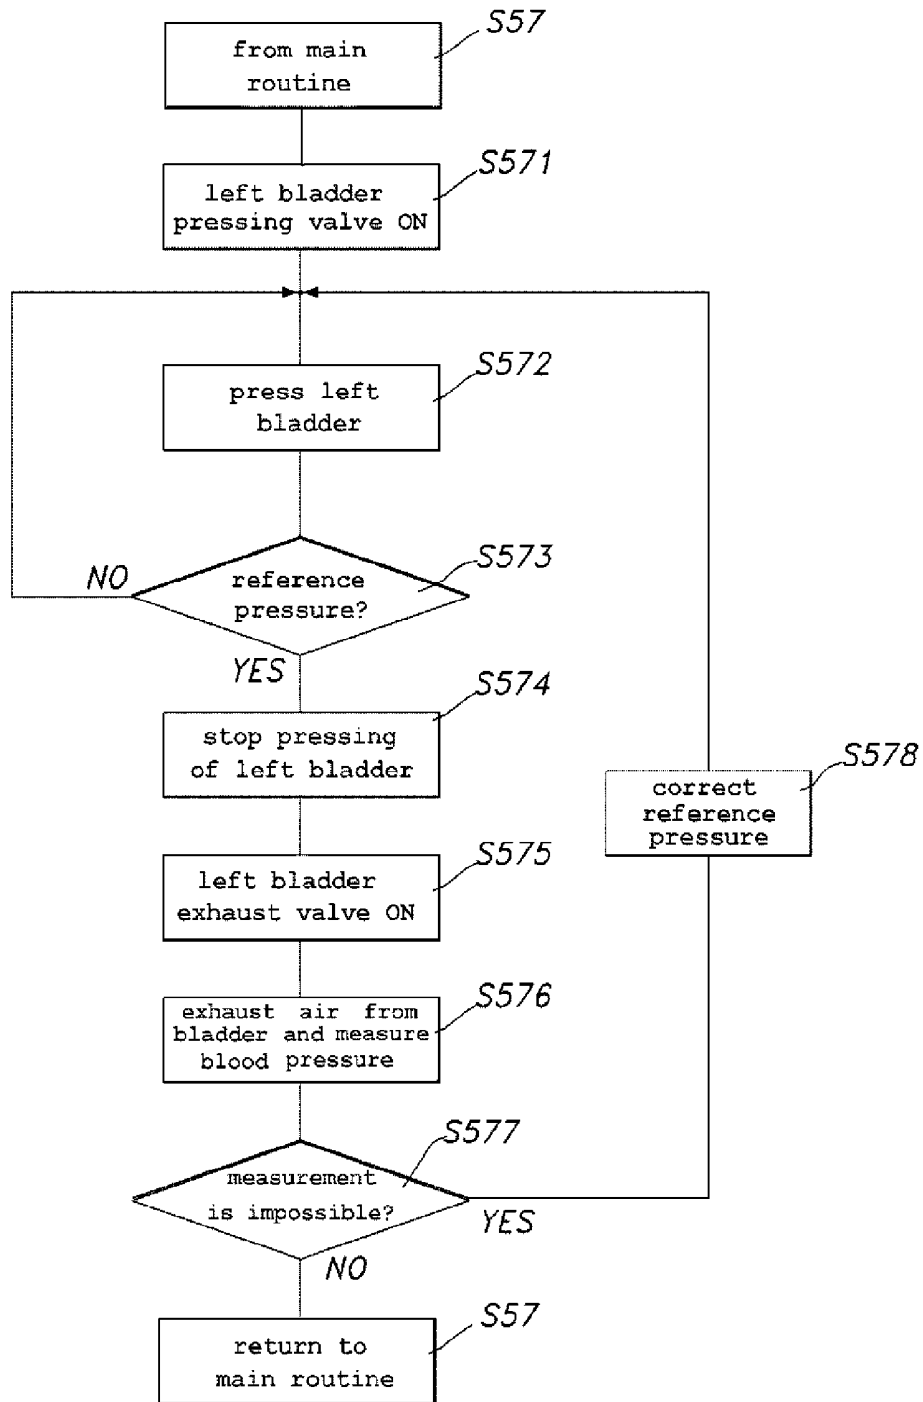 S57
from main
routine
S571
left bladder
pressing valve ON
S572
press left
bladder
S573
NO
reference
pressure?
YES
S574
stop pressing
of left bladder
S578
correct
reference
pressure
S575
left bladder
exhaust valve ON
S576
exhaust air from
bladder and measure
blood pressure
S577
measurement
is impossible?
YES
NO
S57
return to
main routine